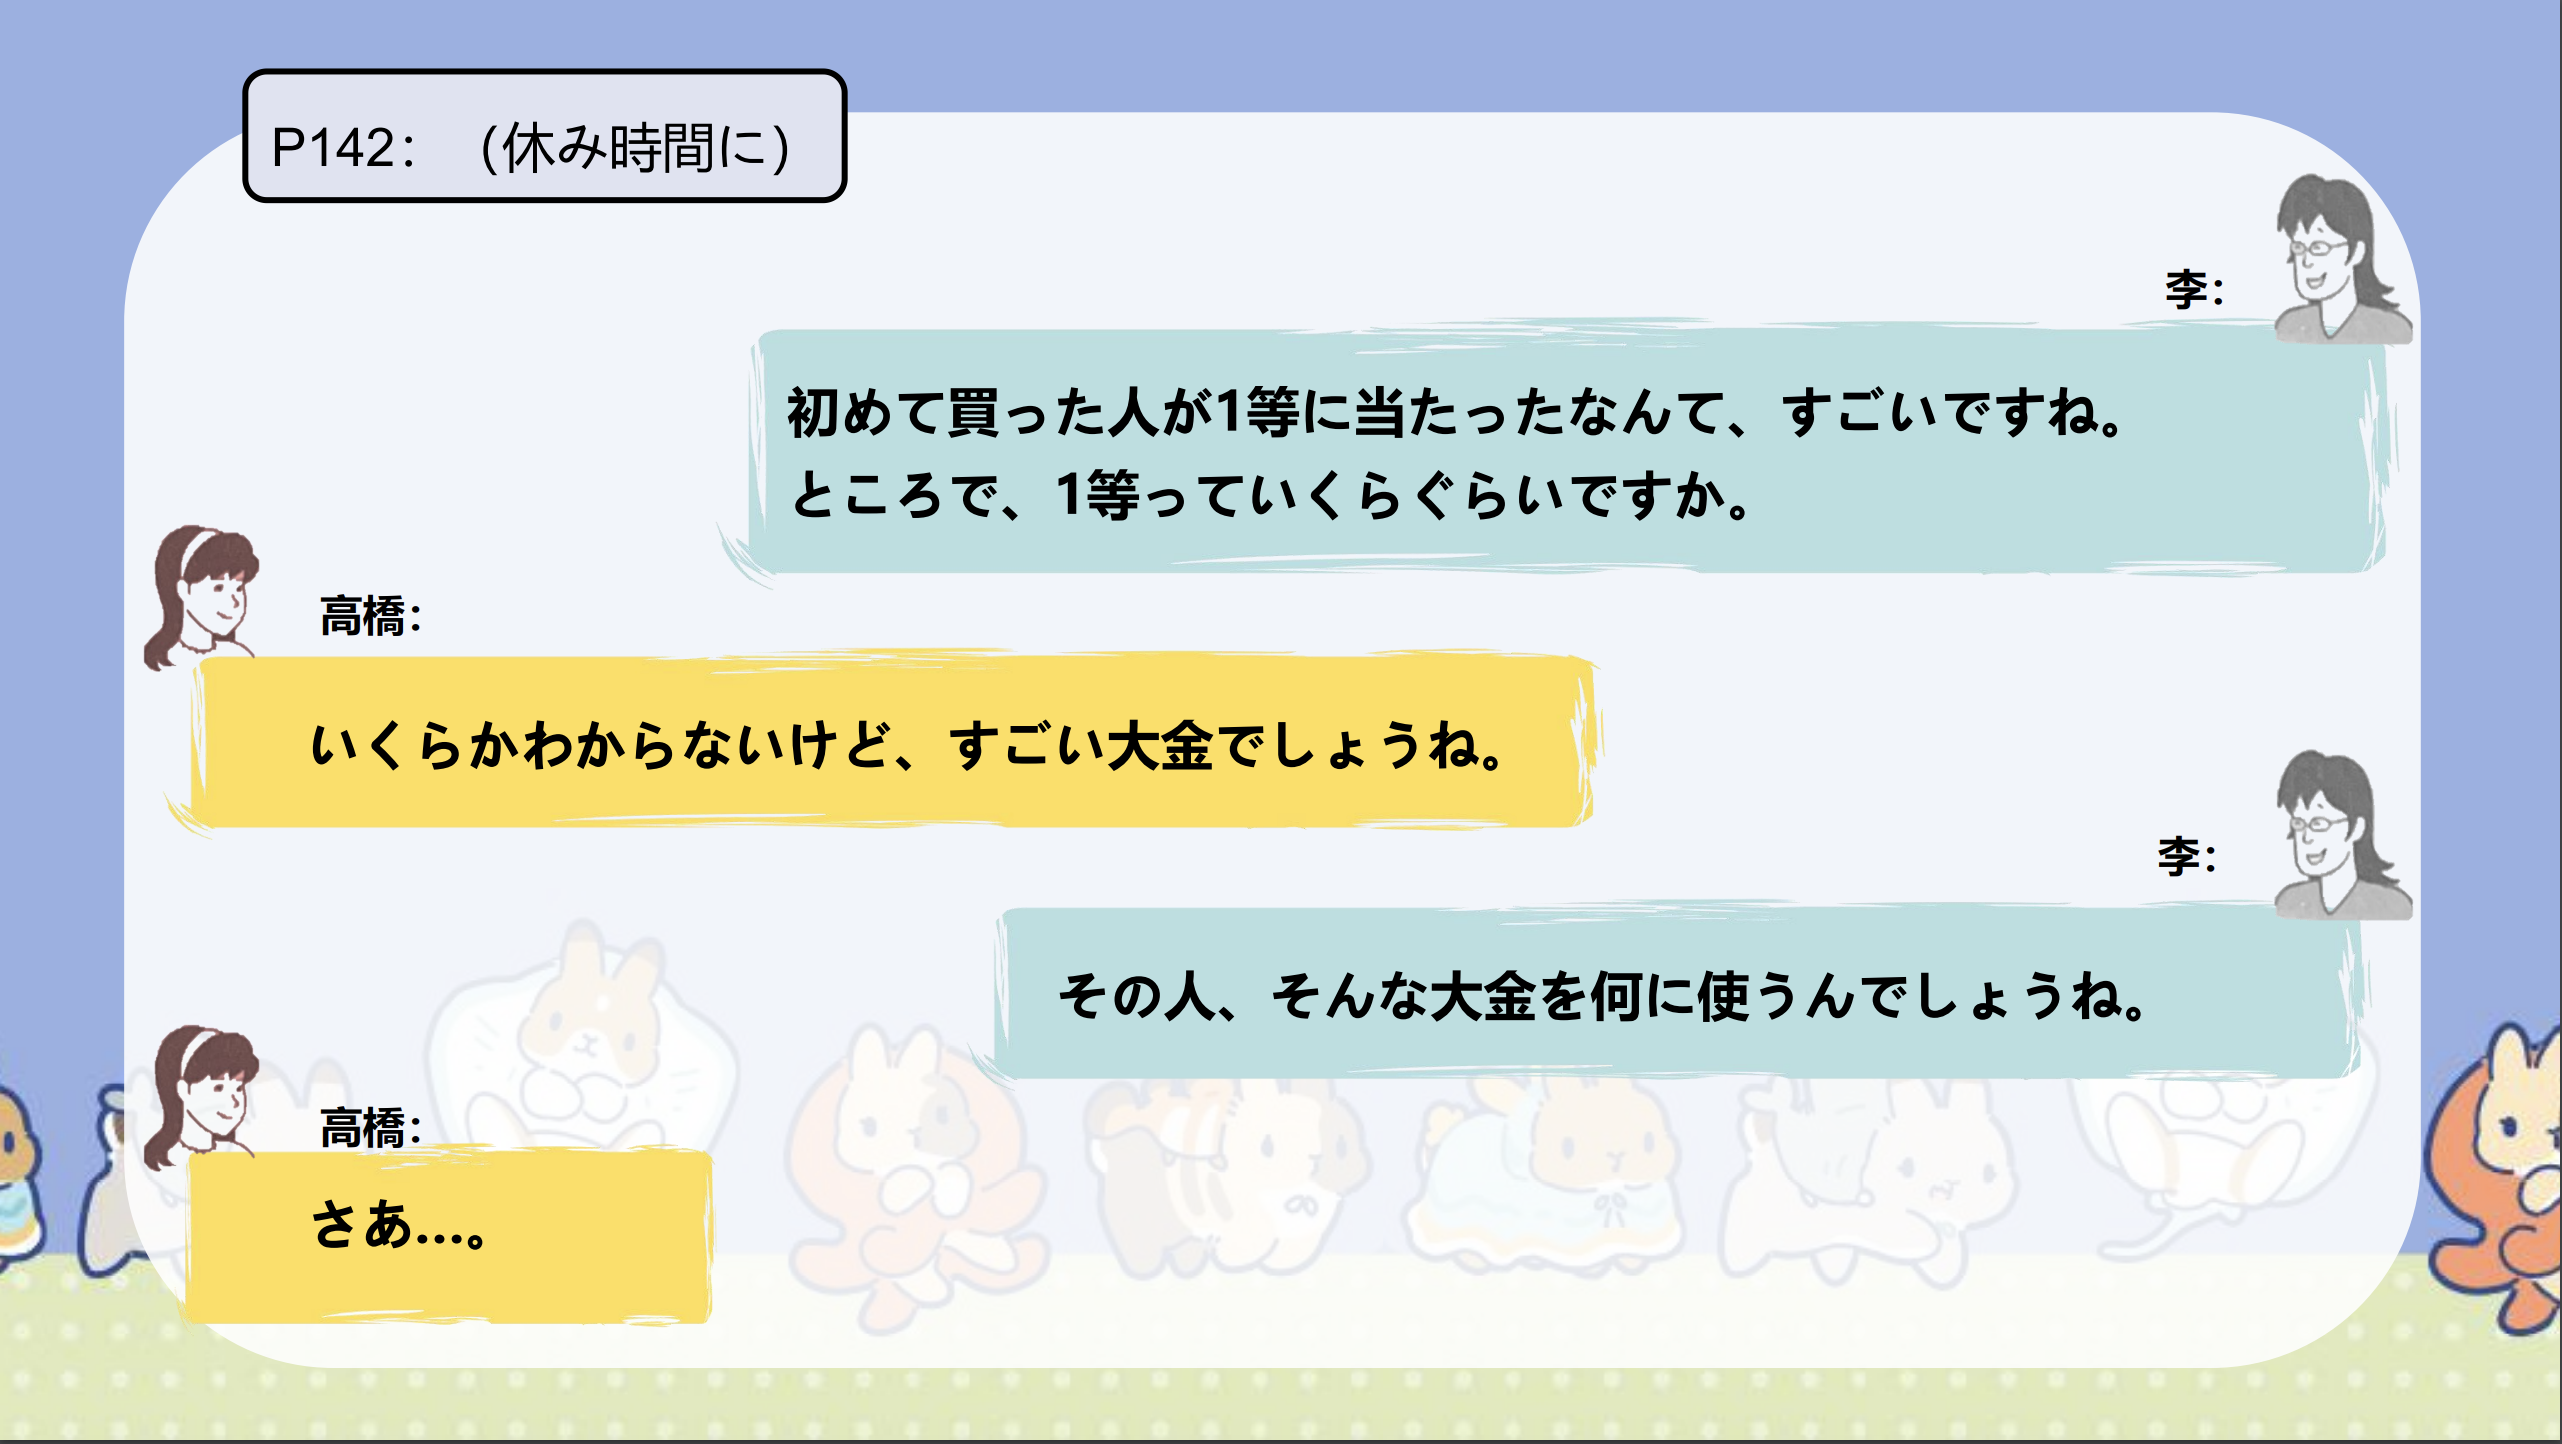 P142： (休み時間に)
李：
初めて買った人が1等に当たったなんて、すごいですね。
ところで、1等っていくらぐらいですか。
高橋：
いくらかわからないけど、すごい大金でしょうね。
李：
その人、そんな大金を何に使うんでしょうね。
高橋：
さあ…。